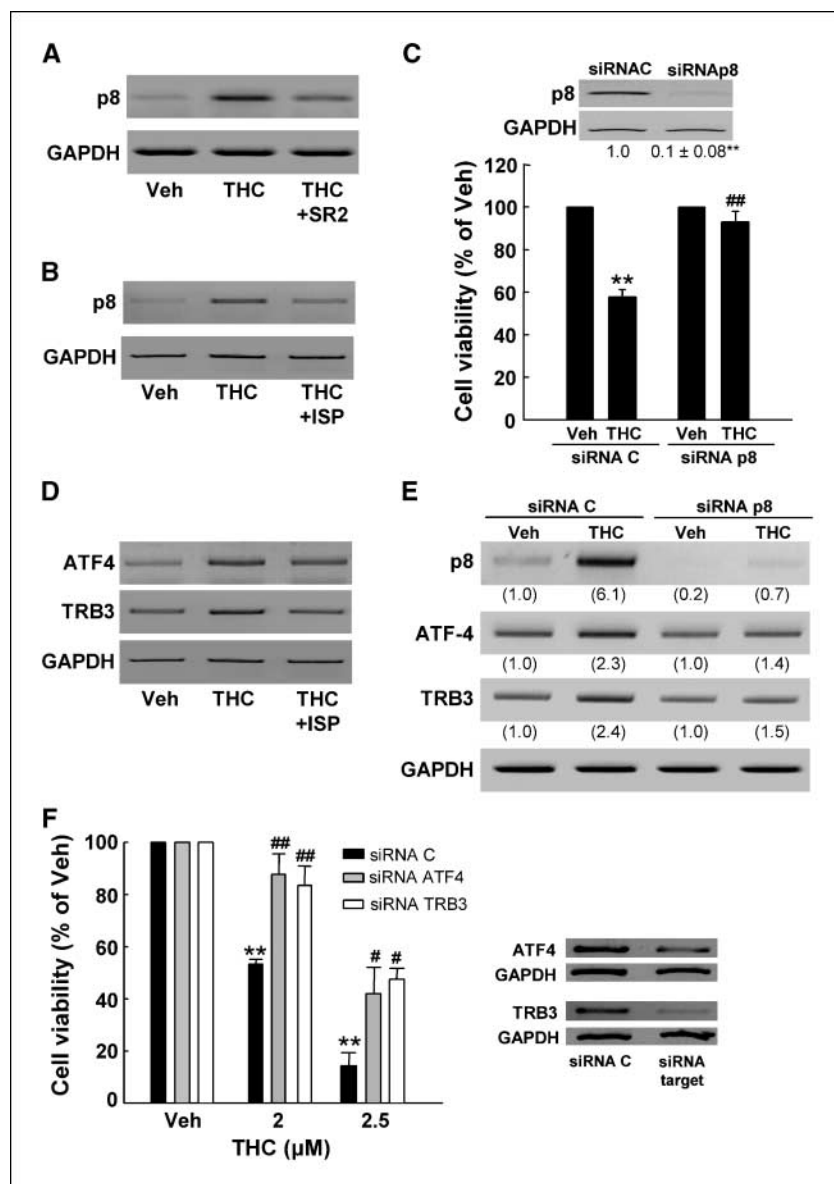 A
p8
GAPDH
Veh THC THC
+SR2
B
p8
GAPDH
Veh THC THC
+ISP
C
siRNAC siRNAp8
p8
GAPDH
1.0 0.1 ± 0.08**
Cell viability (% of Veh)
120
100
80
60
40
20
0
**
##
Veh THC Veh THC
siRNA C siRNA p8
D
ATF4
TRB3
GAPDH
Veh THC THC
+ISP
E
siRNA C siRNA p8
Veh THC Veh THC
p8
(1.0) (6.1) (0.2) (0.7)
ATF-4
(1.0) (2.3) (1.0) (1.4)
TRB3
(1.0) (2.4) (1.0) (1.5)
GAPDH
F
Cell viability (% of Veh)
100
80
60
40
20
0
** ## ##
** # #
siRNA C
siRNA ATF4
siRNA TRB3
Veh 2 2.5
THC (µM)
ATF4
GAPDH
TRB3
GAPDH
siRNA C siRNA
target